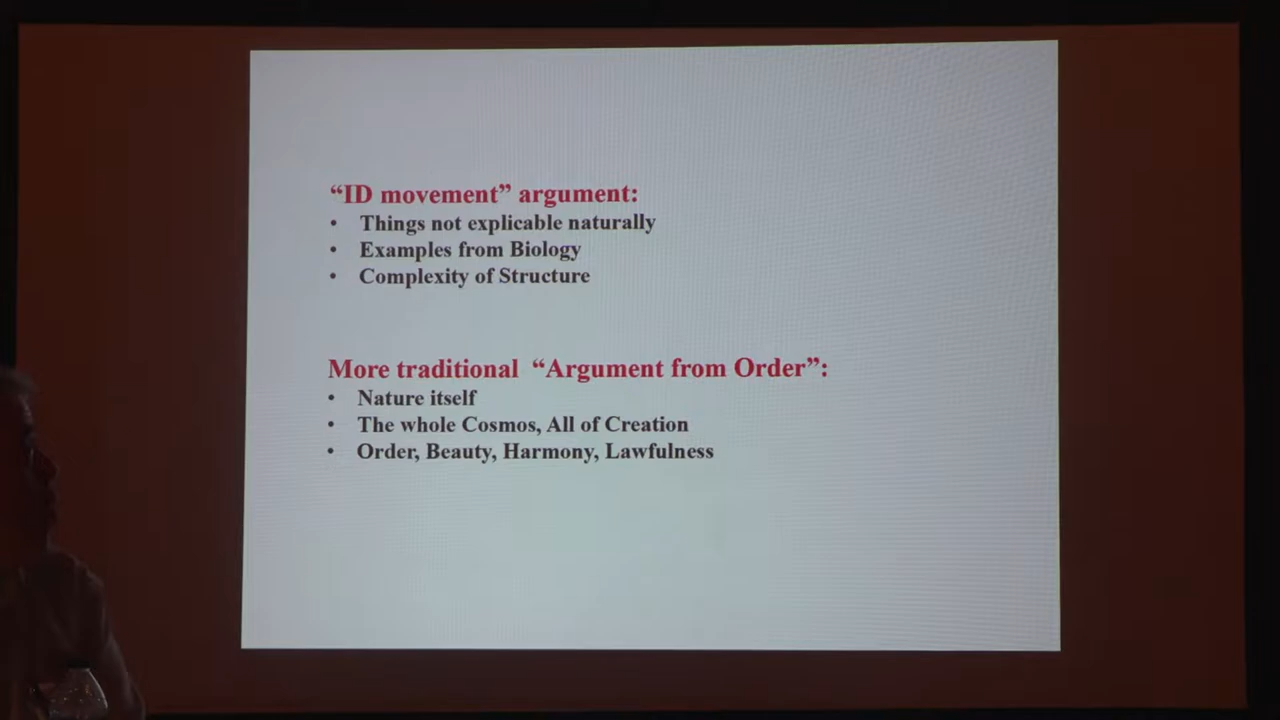 “ID movement” argument:
• Things not explicable naturally
• Examples from Biology
• Complexity of Structure
More traditional “Argument from Order”:
• Nature itself
• The whole Cosmos, All of Creation
• Order, Beauty, Harmony, Lawfulness